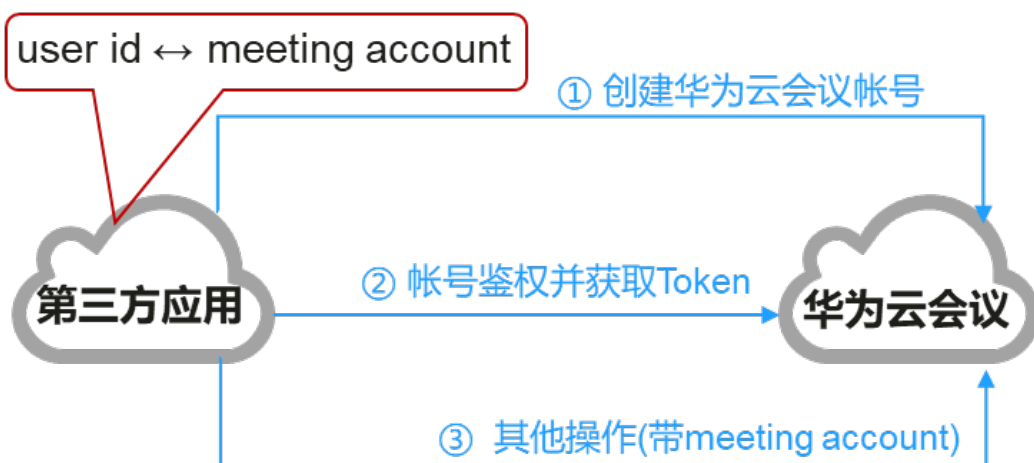 user id ↔ meeting account
① 创建华为云会议帐号
② 帐号鉴权并获取Token
第三方应用
华为云会议
③ 其他操作(带meeting account)